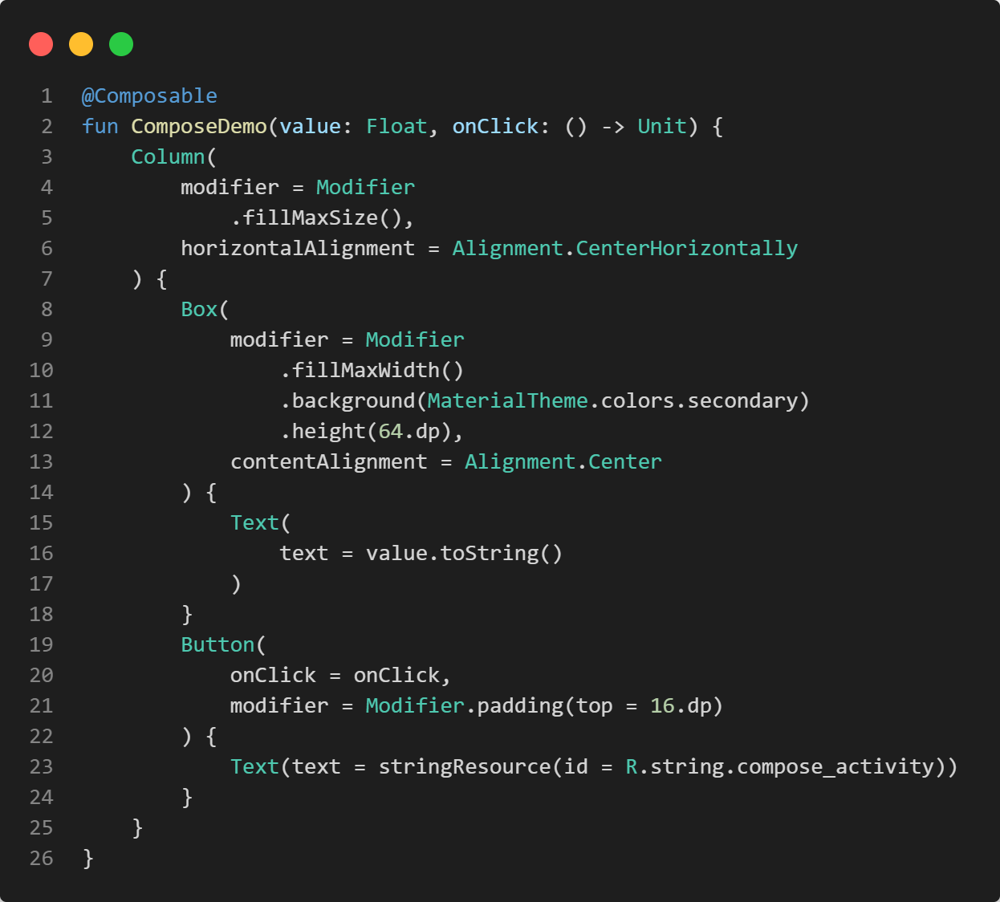 1 @Composable
2 fun ComposeDemo(value: Float, onClick: () -> Unit) {
3     Column(
4         modifier = Modifier
5             .fillMaxSize(),
6         horizontalAlignment = Alignment.CenterHorizontally
7     ) {
8         Box(
9             modifier = Modifier
10                 .fillMaxWidth()
11                 .background(MaterialTheme.colors.secondary)
12                 .height(64.dp),
13             contentAlignment = Alignment.Center
14         ) {
15             Text(
16                 text = value.toString()
17             )
18         }
19         Button(
20             onClick = onClick,
21             modifier = Modifier.padding(top = 16.dp)
22         ) {
23             Text(text = stringResource(id = R.string.compose_activity))
24         }
25     }
26 }